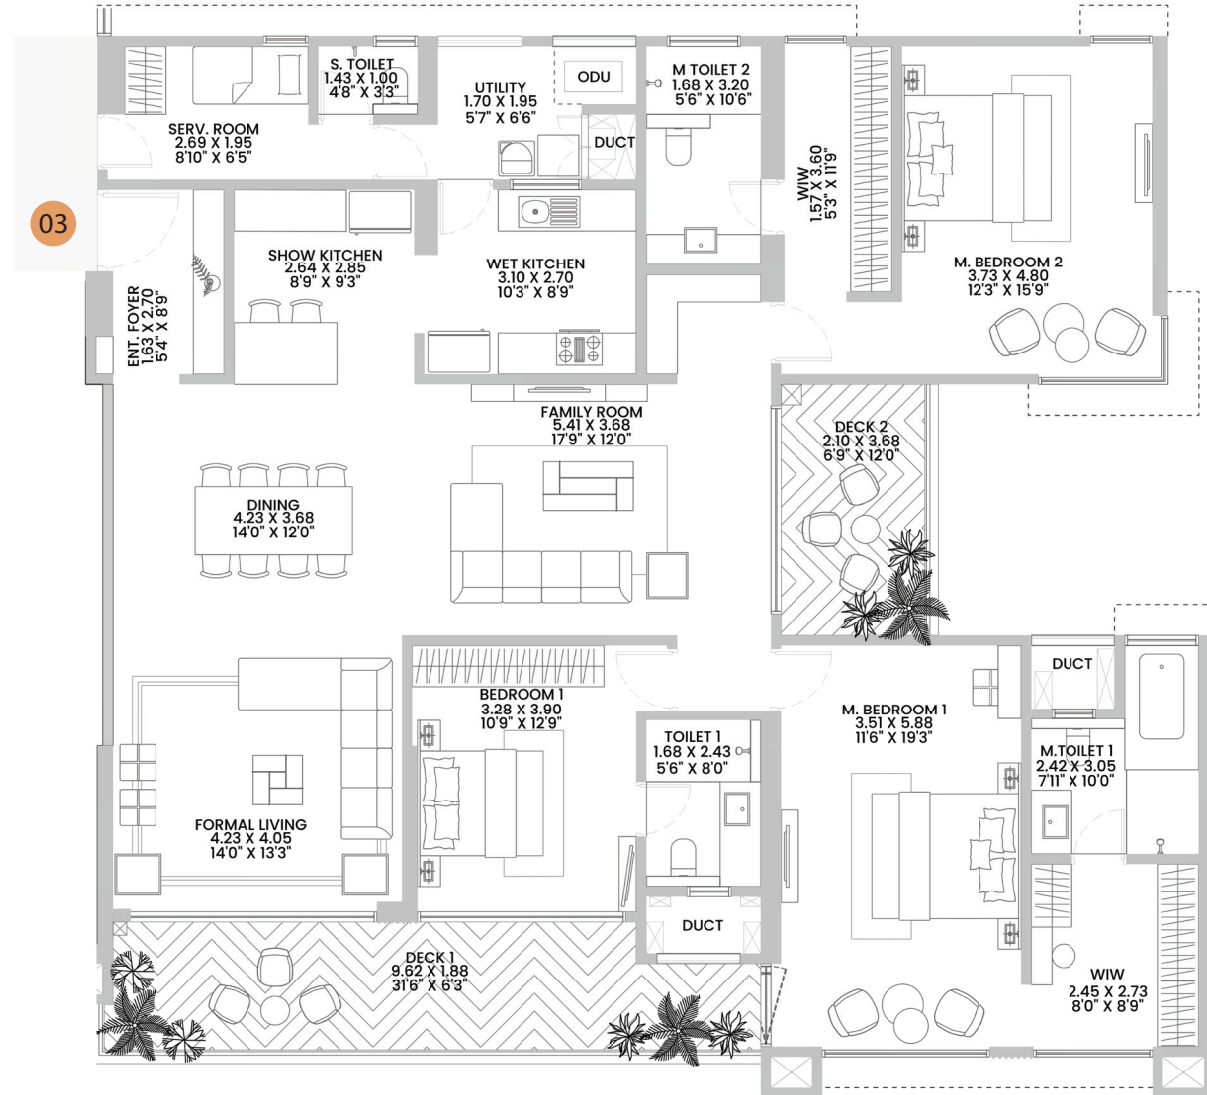 S. TOILET
1.43 X 1.00
4'8" X 3'3"
UTILITY
1.70 X 1.95
5'7" X 6'6"
ODU
M TOILET 2
1.68 X 3.20
5'6" X 10'6"
SERV. ROOM
2.69 X 1.95
8'10" X 6'5"
DUCT
WIW
1.57 X 3.60
5'3" X 11'9"
03
SHOW KITCHEN
2.64 X 2.85
8'9" X 9'3"
WET KITCHEN
3.10 X 2.70
10'3" X 8'9"
M. BEDROOM 2
3.73 X 4.80
12'3" X 15'9"
ENT. FOYER
1.63 X 2.70
5'4" X 8'9"
FAMILY ROOM
5.41 X 3.68
17'9" X 12'0"
DECK 2
2.10 X 3.68
6'9" X 12'0"
DINING
4.23 X 3.68
14'0" X 12'0"
DUCT
BEDROOM 1
3.28 X 3.90
10'9" X 12'9"
M. BEDROOM 1
3.51 X 5.88
11'6" X 19'3"
TOILET 1
1.68 X 2.43
5'6" X 8'0"
M.TOILET 1
2.42 X 3.05
7'11" X 10'0"
FORMAL LIVING
4.23 X 4.05
14'0" X 13'3"
DUCT
DECK 1
9.62 X 1.88
31'6" X 6'3"
WIW
2.45 X 2.73
8'0" X 8'9"